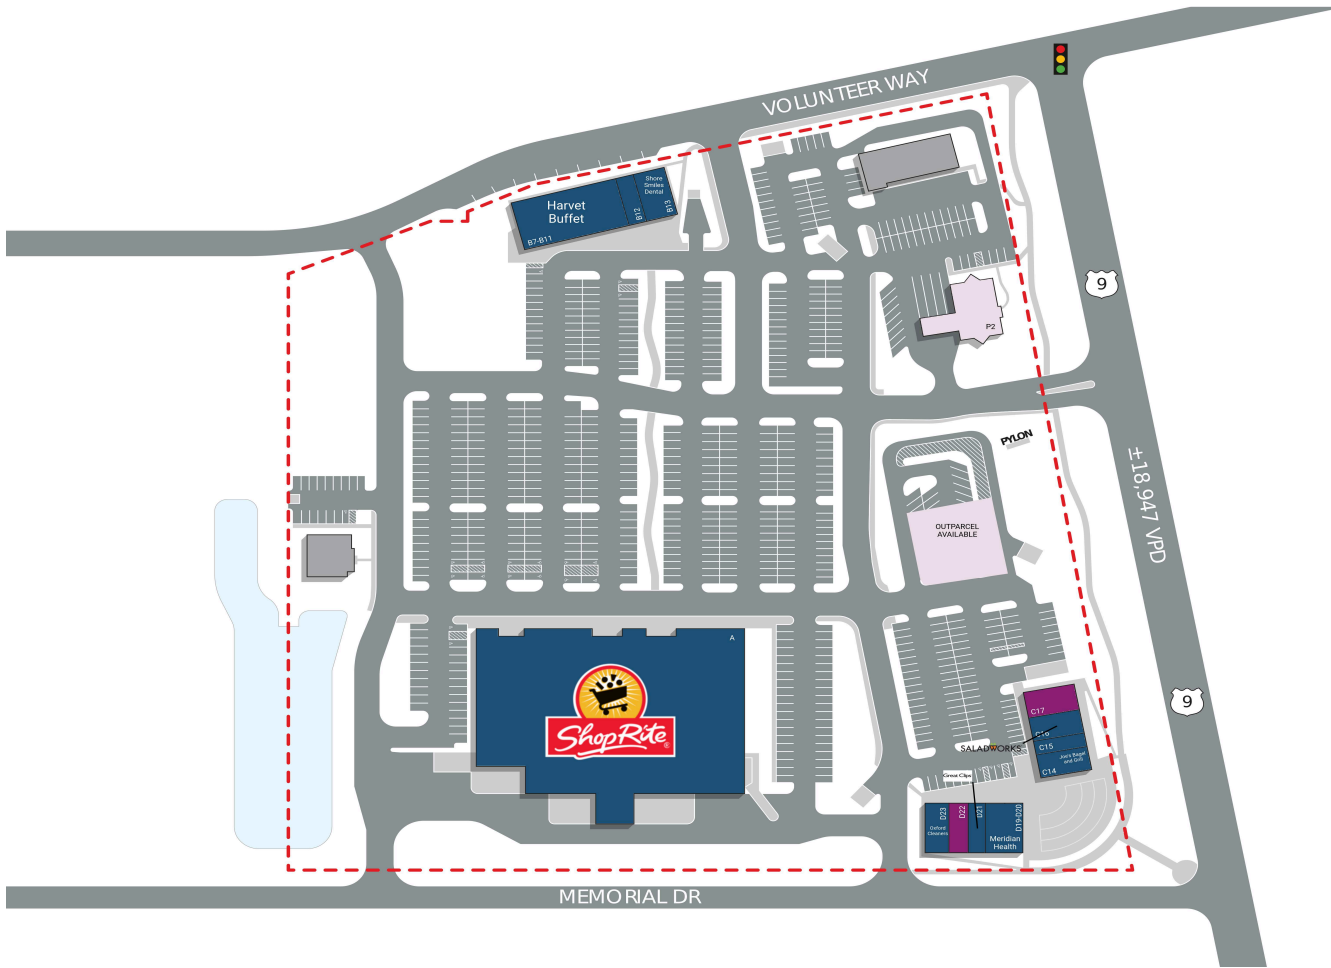 VOLUNTEER WAY
Shore
Smiles
Dental
Harvet
Buffet
B12
B13
B7-B11
9
P2
PYLON
±18,947 VPD
OUTPARCEL
AVAILABLE
A
ShopRite®
9
C17
C16
SALADWORKS
C15
Joe's Bagel
and Grill
C14
Great Clips
D23
D22
D21
D19-D20
Oxford
Cleaners
Meridian
Health
MEMORIAL DR